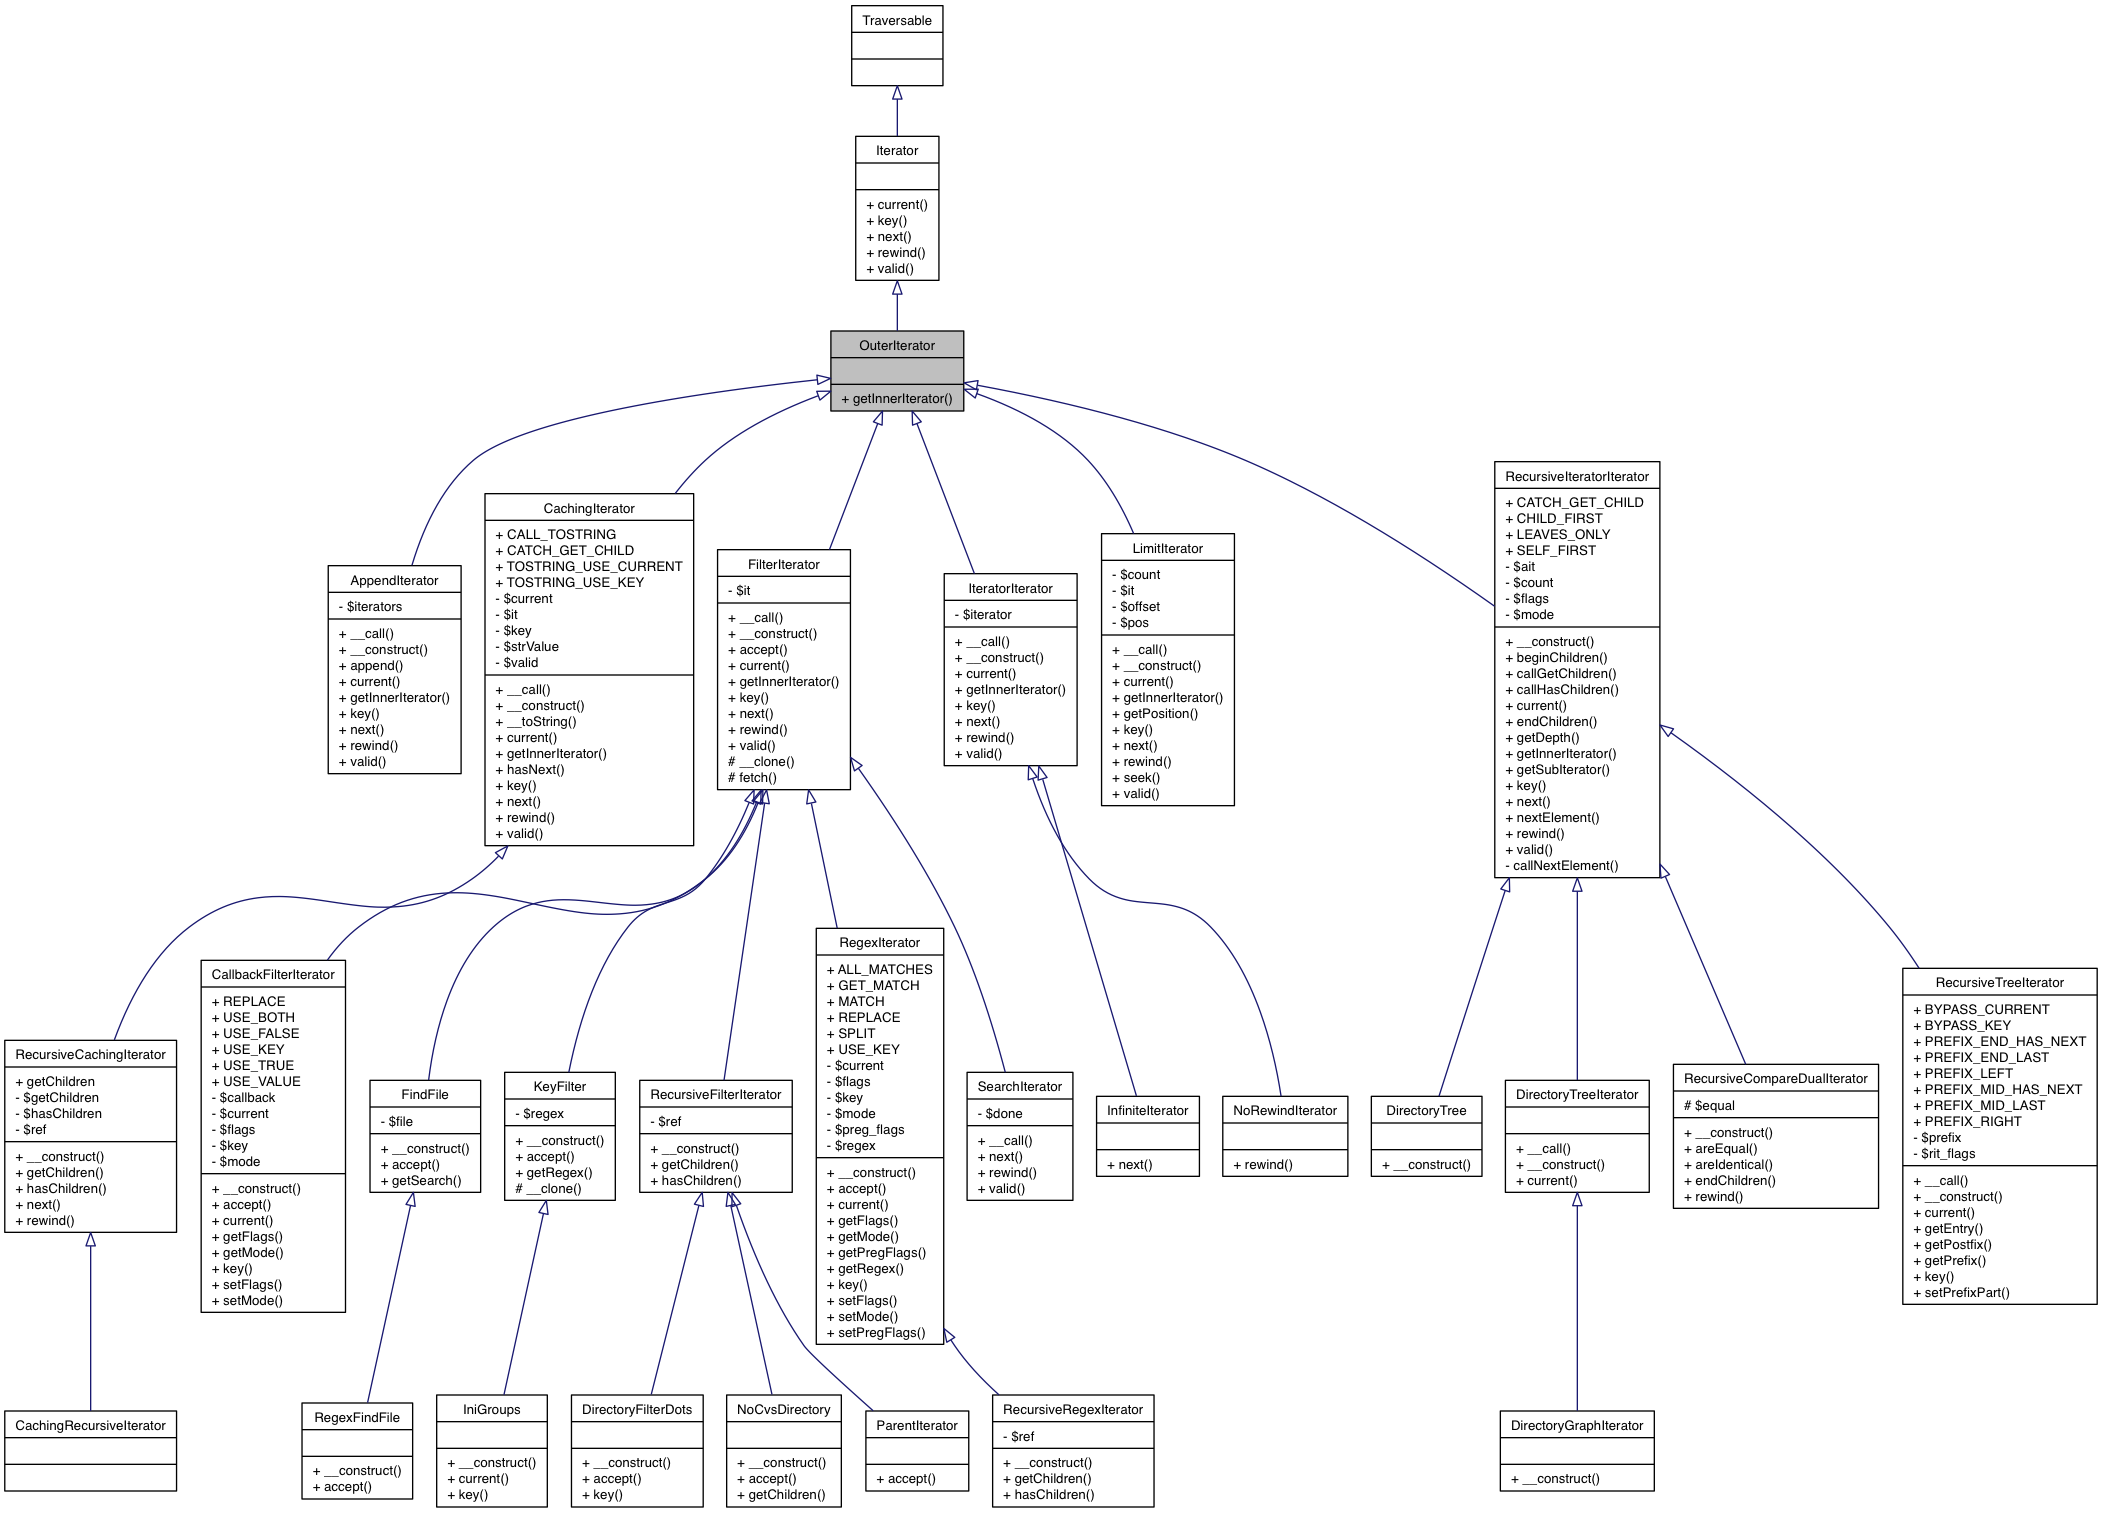 Traversable
Iterator
+ current()
+ key()
+ next()
+ rewind()
+ valid()
OuterIterator
+ getInnerIterator()
AppendIterator
- $iterators
+ __call()
+ __construct()
+ append()
+ current()
+ getInnerIterator()
+ key()
+ next()
+ rewind()
+ valid()
CachingIterator
+ CALL_TOSTRING
+ CATCH_GET_CHILD
+ TOSTRING_USE_CURRENT
+ TOSTRING_USE_KEY
- $current
- $it
- $key
- $strValue
- $valid
+ __call()
+ __construct()
+ __toString()
+ current()
+ getInnerIterator()
+ hasNext()
+ key()
+ next()
+ rewind()
+ valid()
FilterIterator
- $it
+ __call()
+ __construct()
+ accept()
+ current()
+ getInnerIterator()
+ key()
+ next()
+ rewind()
+ valid()
# __clone()
# fetch()
IteratorIterator
- $iterator
+ __call()
+ __construct()
+ current()
+ getInnerIterator()
+ key()
+ next()
+ rewind()
+ valid()
LimitIterator
- $count
- $it
- $offset
- $pos
+ __call()
+ __construct()
+ current()
+ getInnerIterator()
+ getPosition()
+ key()
+ next()
+ rewind()
+ seek()
+ valid()
RecursiveIteratorIterator
+ CATCH_GET_CHILD
+ CHILD_FIRST
+ LEAVES_ONLY
+ SELF_FIRST
- $ait
- $count
- $flags
- $mode
+ __construct()
+ beginChildren()
+ callGetChildren()
+ callHasChildren()
+ current()
+ endChildren()
+ getDepth()
+ getInnerIterator()
+ getSubIterator()
+ key()
+ next()
+ nextElement()
+ rewind()
+ valid()
- callNextElement()
RecursiveCachingIterator
+ getChildren
- $getChildren
- $hasChildren
- $ref
+ __construct()
+ getChildren()
+ hasChildren()
+ next()
+ rewind()
CallbackFilterIterator
+ REPLACE
+ USE_BOTH
+ USE_FALSE
+ USE_KEY
+ USE_TRUE
+ USE_VALUE
- $callback
- $current
- $flags
- $key
- $mode
+ __construct()
+ accept()
+ current()
+ getFlags()
+ getMode()
+ key()
+ setFlags()
+ setMode()
FindFile
- $file
+ __construct()
+ accept()
+ getSearch()
KeyFilter
- $regex
+ __construct()
+ accept()
+ getRegex()
# __clone()
RecursiveFilterIterator
- $ref
+ __construct()
+ getChildren()
+ hasChildren()
RegexIterator
+ ALL_MATCHES
+ GET_MATCH
+ MATCH
+ REPLACE
+ SPLIT
+ USE_KEY
- $current
- $flags
- $key
- $mode
- $preg_flags
- $regex
+ __construct()
+ accept()
+ current()
+ getFlags()
+ getMode()
+ getPregFlags()
+ getRegex()
+ key()
+ setFlags()
+ setMode()
+ setPregFlags()
SearchIterator
- $done
+ __call()
+ next()
+ rewind()
+ valid()
InfiniteIterator
+ next()
NoRewindIterator
+ rewind()
DirectoryTree
+ __construct()
DirectoryTreeIterator
+ __call()
+ __construct()
+ current()
RecursiveCompareDualIterator
# $equal
+ __construct()
+ areEqual()
+ areIdentical()
+ endChildren()
+ rewind()
RecursiveTreeIterator
+ BYPASS_CURRENT
+ BYPASS_KEY
+ PREFIX_END_HAS_NEXT
+ PREFIX_END_LAST
+ PREFIX_LEFT
+ PREFIX_MID_HAS_NEXT
+ PREFIX_MID_LAST
+ PREFIX_RIGHT
- $prefix
- $rit_flags
+ __call()
+ __construct()
+ current()
+ getEntry()
+ getPostfix()
+ getPrefix()
+ key()
+ setPrefixPart()
CachingRecursiveIterator
RegexFindFile
+ __construct()
+ accept()
IniGroups
+ __construct()
+ current()
+ key()
DirectoryFilterDots
+ __construct()
+ accept()
+ key()
NoCvsDirectory
+ __construct()
+ accept()
+ getChildren()
ParentIterator
+ accept()
RecursiveRegexIterator
- $ref
+ __construct()
+ getChildren()
+ hasChildren()
DirectoryGraphIterator
+ __construct()